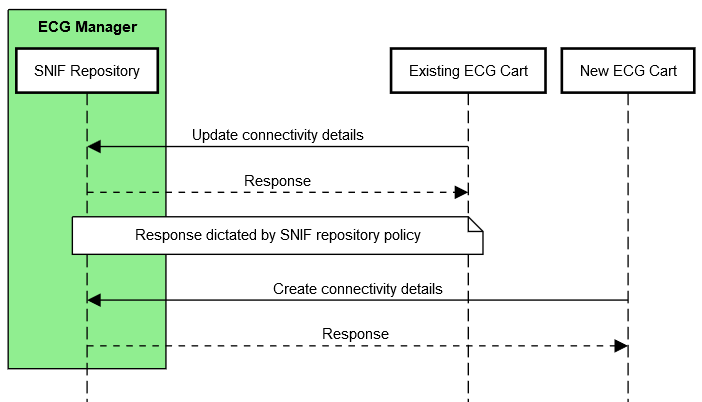 ECG Manager
SNIF Repository
Existing ECG Cart
New ECG Cart
Update connectivity details
Response
Response dictated by SNIF repository policy
Create connectivity details
Response